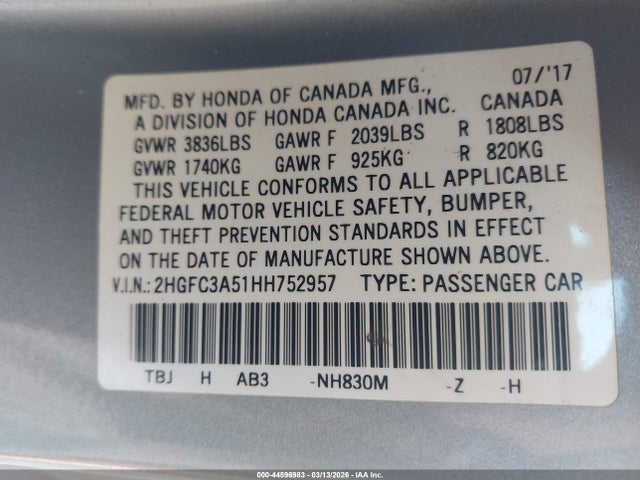 07/'17
MFD. BY HONDA OF CANADA MFG., CANADA
A DIVISION OF HONDA CANADA INC.
GVWR 3836LBS GAWR F 2039LBS R 1808LBS
GVWR 1740KG GAWR F 925KG R 820KG
THIS VEHICLE CONFORMS TO ALL APPLICABLE
FEDERAL MOTOR VEHICLE SAFETY, BUMPER,
AND THEFT PREVENTION STANDARDS IN EFFECT
ON THE DATE OF MANUFACTURE SHOWN ABOVE.
V.I.N.: 2HGFC3A51HH752957 TYPE: PASSENGER CAR
TBJ H AB3 -NH830M -Z -H
000-44596983 - 03/13/2026 - IAA Inc.